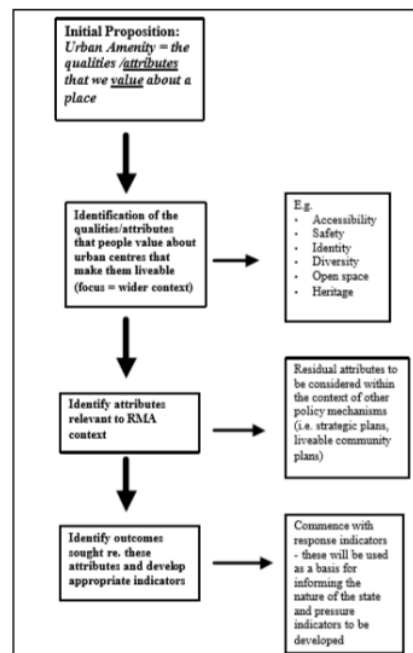 Initial Proposition:
Urban Amenity = the
qualities /attributes
that we value about a
place
Identification of the
qualities/attributes
that people value about
urban centres that
make them liveable
(focus = wider context)
E.g.
· Accessibility
· Safety
· Identity
· Diversity
· Open space
· Heritage
Identify attributes
relevant to RMA
context
Residual attributes to
be considered within
the context of other
policy mechanisms
(i.e. strategic plans,
liveable community
plans)
Identify outcomes
sought re. these
attributes and develop
appropriate indicators
Commence with
response indicators
- these will be used
as a basis for
informing the
nature of the state
and pressure
indicators to be
developed